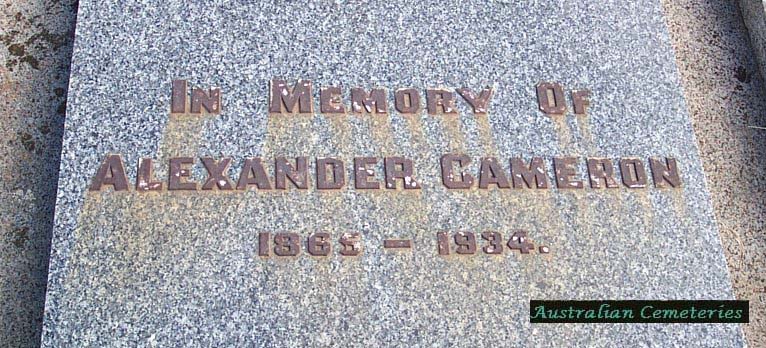 In Memory Of
Alexander Cameron
1865 – 1934.
Australian Cemeteries